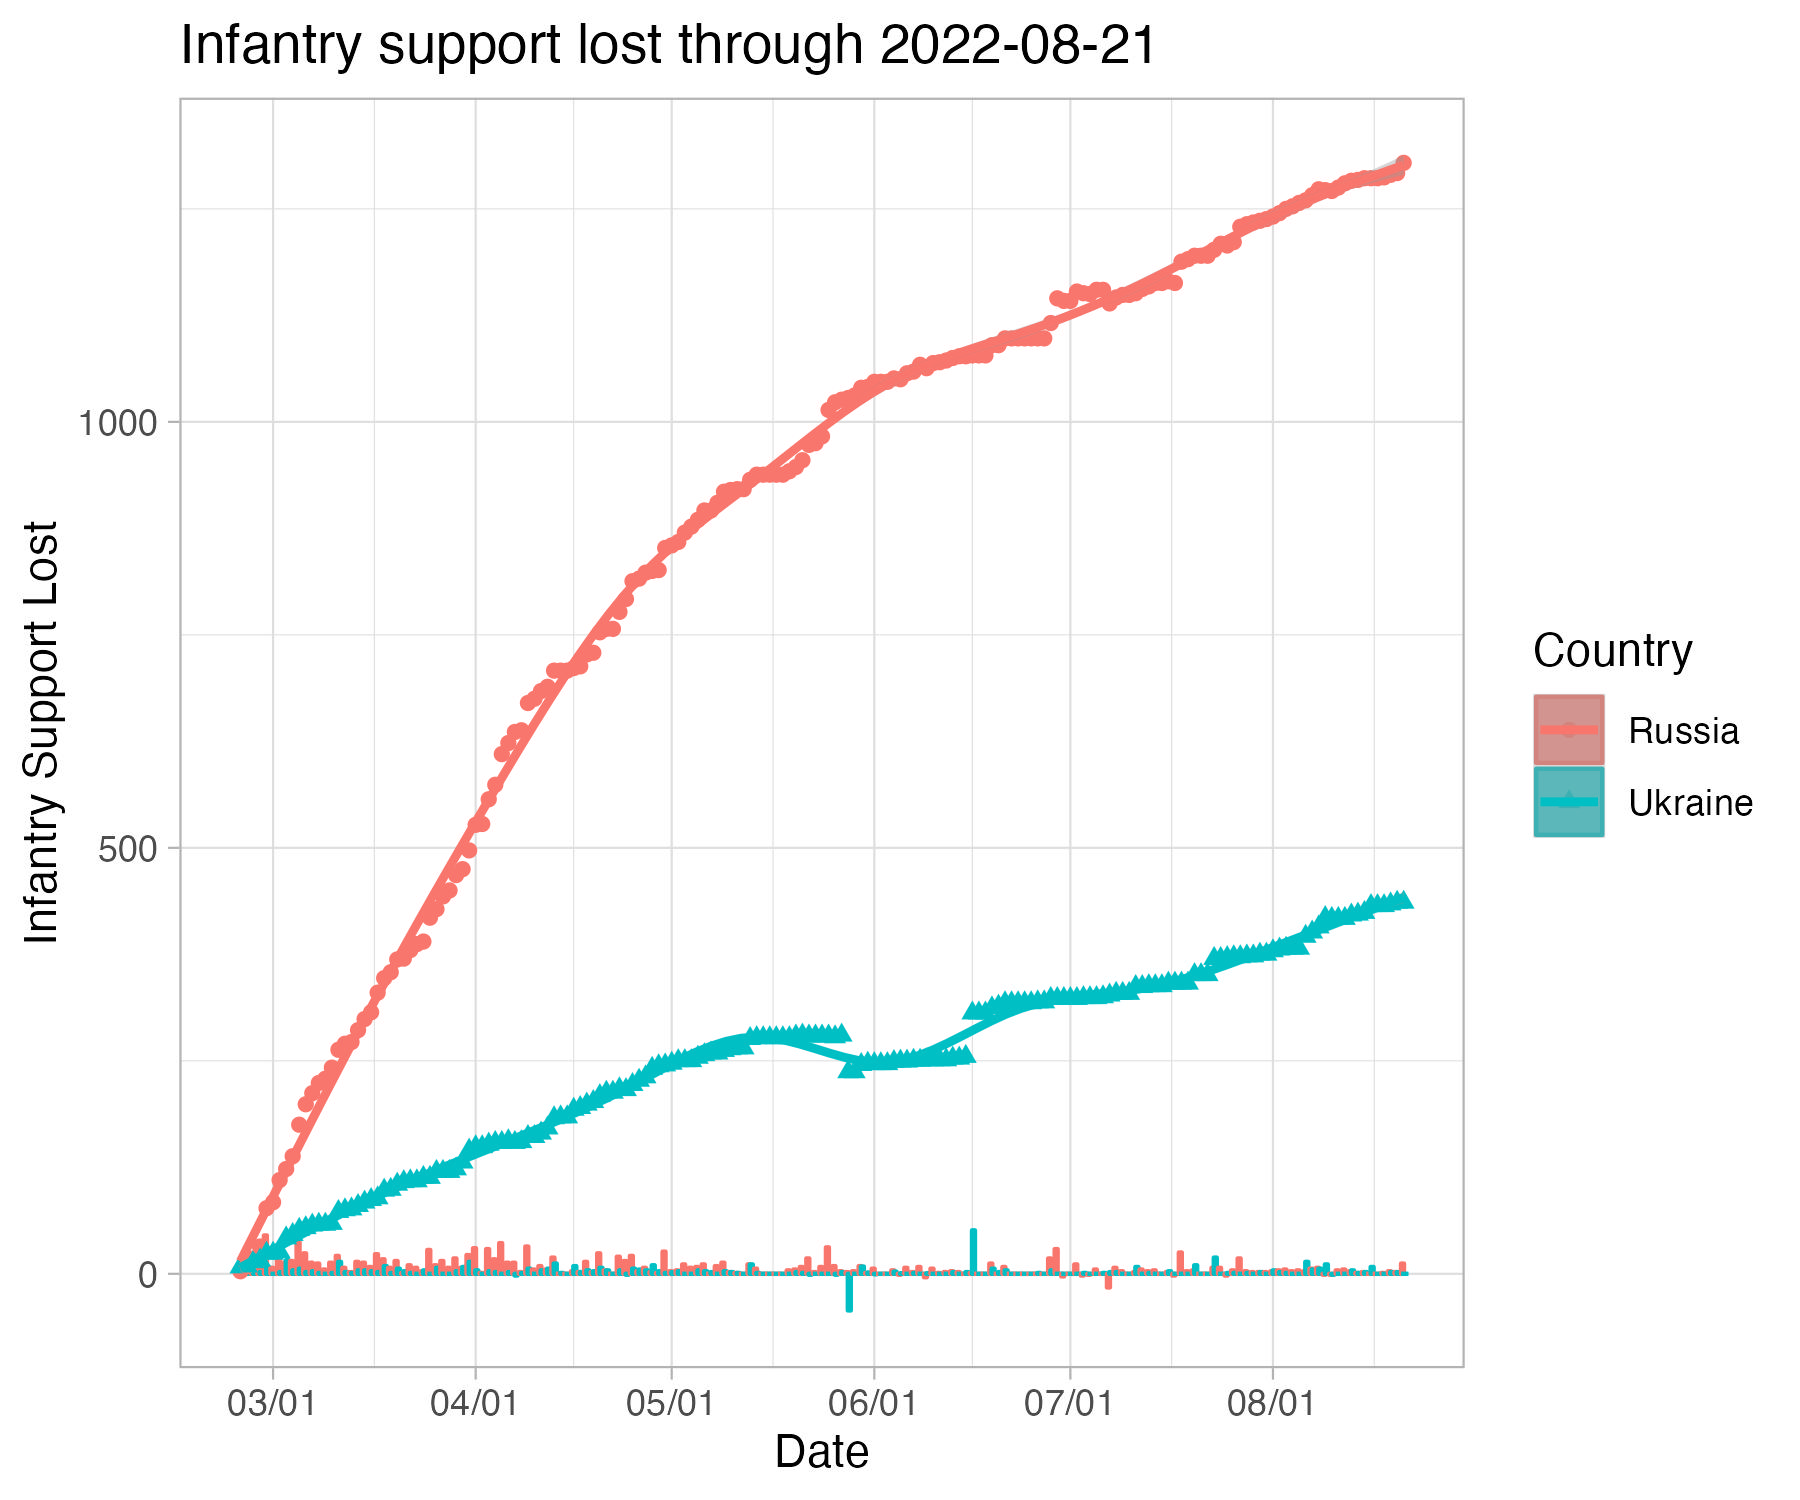 Infantry support lost through 2022-08-21
Infantry Support Lost
1000
500
0
03/01
04/01
05/01
06/01
07/01
08/01
Date
Country
Russia
Ukraine